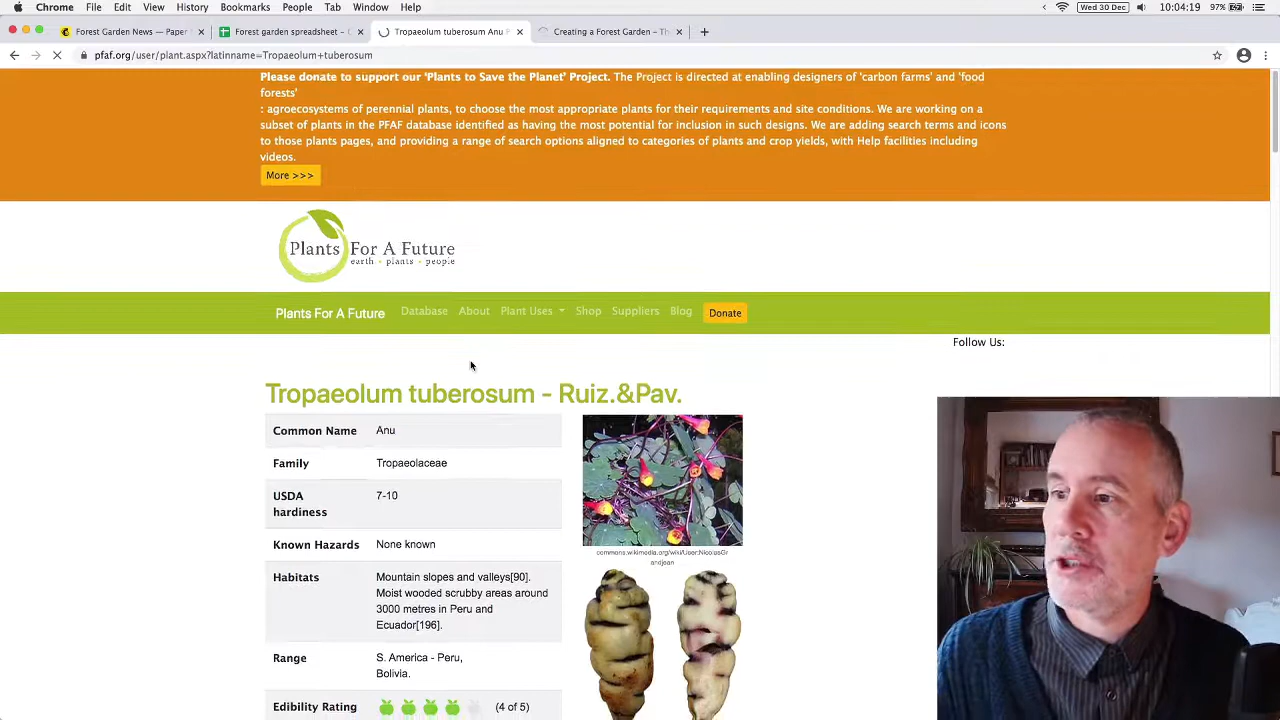 Chrome File Edit View History Bookmarks People Tab Window Help Wed 30 Dec 10:04:19 97%
Forest Garden News — Paper Forest garden spreadsheet - Tropaeolum tuberosum Anu Creating a Forest Garden - Th
pfaf.org/user/plant.aspx?latinname=Tropaeolum+tuberosum
Please donate to support our 'Plants to Save the Planet' Project. The Project is directed at enabling designers of 'carbon farms' and 'food
forests'
: agroecosystems of perennial plants, to choose the most appropriate plants for their requirements and site conditions. We are working on a
subset of plants in the PFAF database identified as having the most potential for inclusion in such designs. We are adding search terms and icons
to those plants pages, and providing a range of search options aligned to categories of plants and crop yields, with Help facilities including
videos.
More >>>
Plants For A Future
earth • plants • people
Plants For A Future Database About Plant Uses Shop Suppliers Blog Donate
Follow Us:
Tropaeolum tuberosum - Ruiz.&Pav.
Common Name Anu
Family Tropaeolaceae
USDA
hardiness 7-10
Known Hazards None known
Habitats Mountain slopes and valleys[90].
Moist wooded scrubby areas around
3000 metres in Peru and
Ecuador[196].
Range S. America - Peru,
Bolivia.
Edibility Rating (4 of 5)
commons.wikimedia.org/wiki/User:NicolasGr
andjean